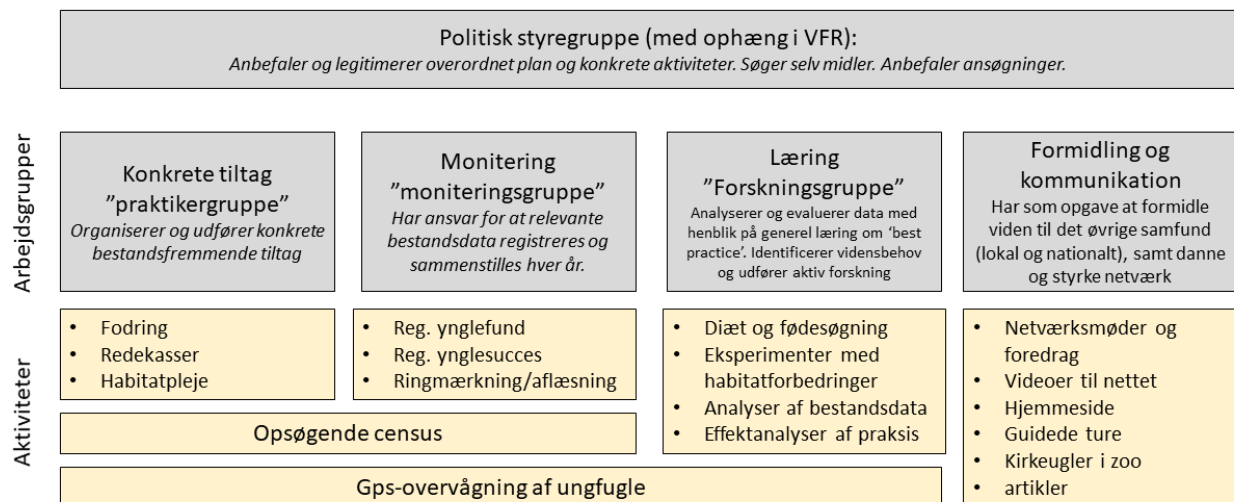 Politisk styregruppe (med ophæng i VFR):
Anbefaler og legitimerer overordnet plan og konkrete aktiviteter. Søger selv midler. Anbefaler ansøgninger.
Arbejdsgrupper
Konkrete tiltag
”praktikergruppe”
Organiserer og udfører konkrete
bestandsfremmende tiltag
Monitering
”moniteringsgruppe”
Har ansvar for at relevante
bestandsdata registreres og
sammenstilles hver år.
Læring
”Forskningsgruppe”
Analyserer og evaluerer data med
henblik på generel læring om ‘best
practice’. Identificerer vidensbehov
og udfører aktiv forskning
Formidling og
kommunikation
Har som opgave at formidle
viden til det øvrige samfund
(lokal og nationalt), samt danne
og styrke netværk
Aktiviteter
• Fodring
• Redekasser
• Habitatpleje
• Reg. ynglefund
• Reg. ynglesucces
• Ringmærkning/aflæsning
• Diæt og fødesøgning
• Eksperimenter med
habitatforbedringer
• Analyser af bestandsdata
• Effektanalyser af praksis
• Netværksmøder og
foredrag
• Videoer til nettet
• Hjemmeside
• Guidede ture
• Kirkeugler i zoo
• artikler
Opsøgende census
Gps-overvågning af ungfugle